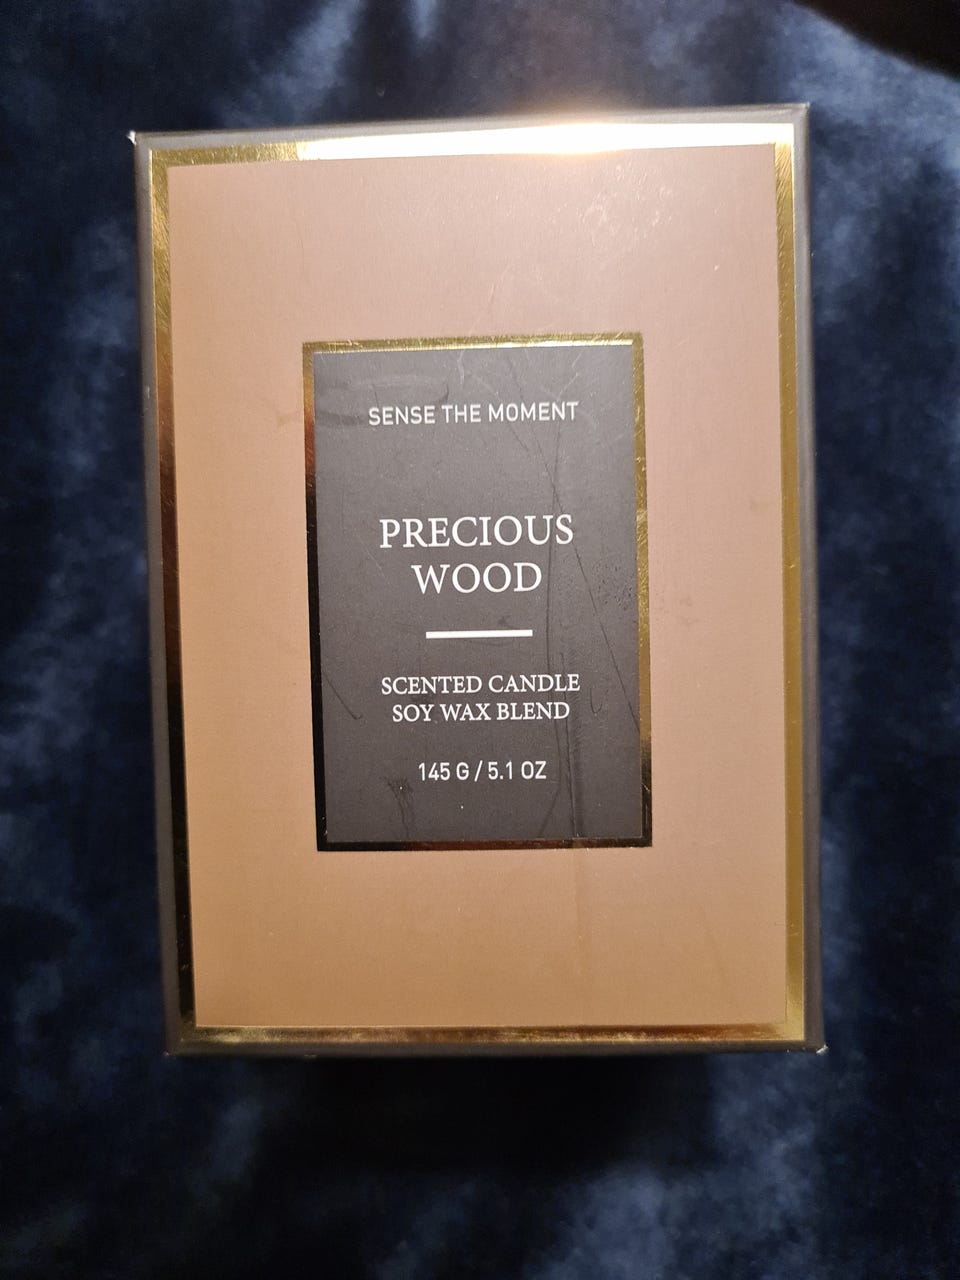 SENSE THE MOMENT
PRECIOUS
WOOD
SCENTED CANDLE
SOY WAX BLEND
145 G / 5.1 OZ